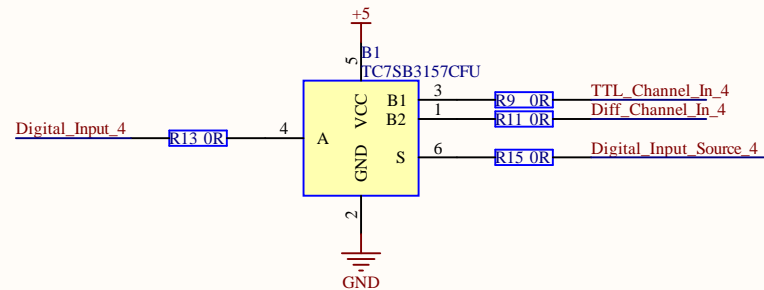 +5
B1
TC7SB3157CFU
5
VCC
B1 3 R9 0R TTL_Channel_In_4
B2 1 R11 0R Diff_Channel_In_4
Digital_Input_4 R13 0R 4 A
S 6 R15 0R Digital_Input_Source_4
GND
2
GND